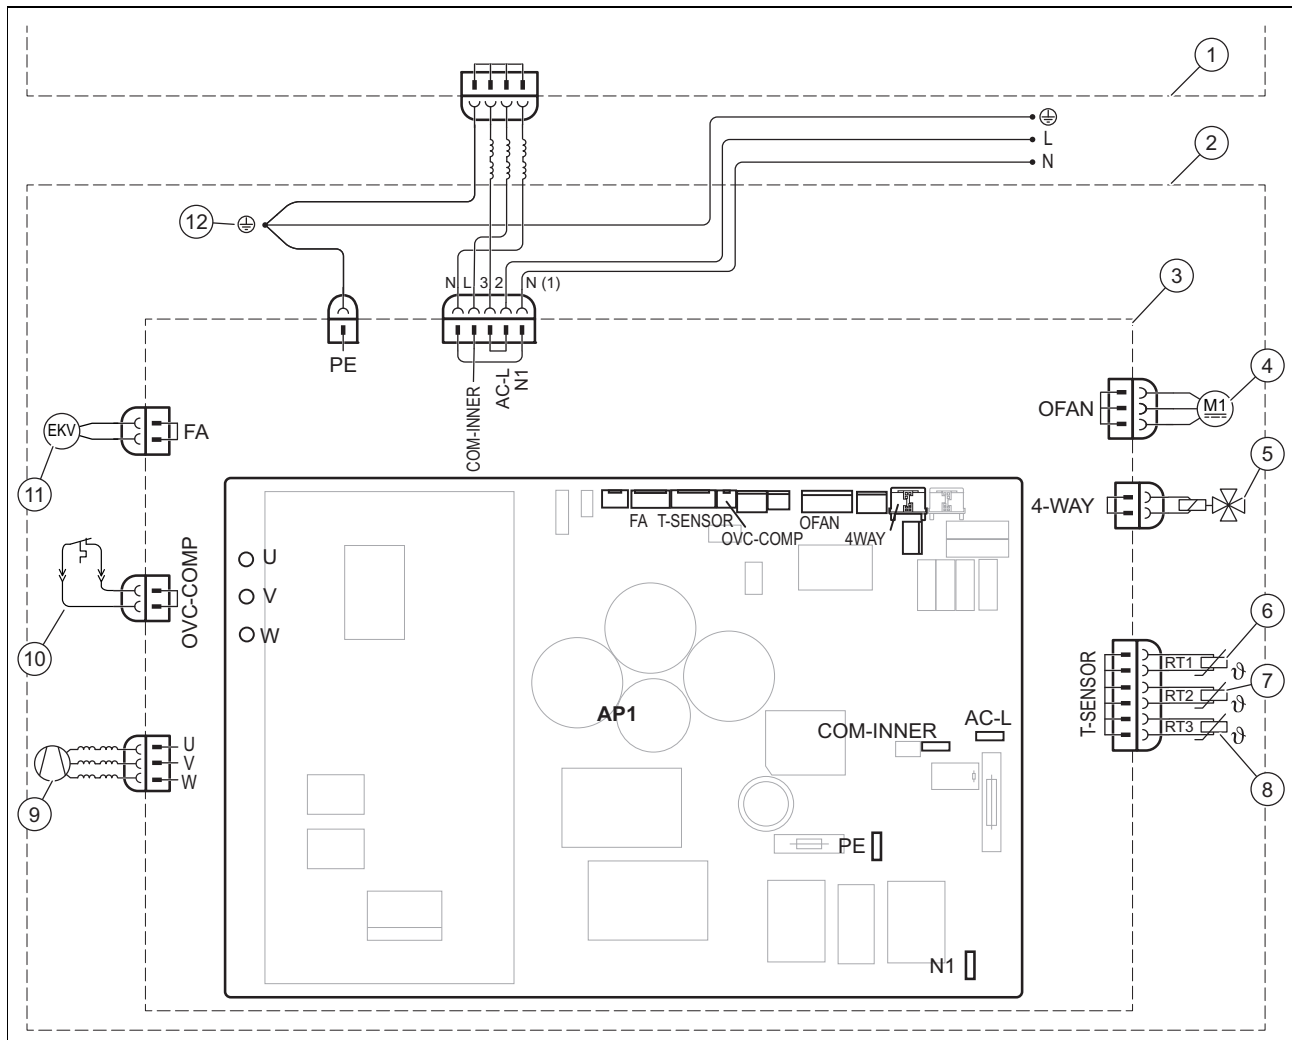 1
⏚
L
N
2
12
⏚
N L 3 2 N (1)
3
PE
COM-INNER
AC-L
N1
4
OFAN
M1
EKV
FA
11
5
4-WAY
FA T-SENSOR
OVC-COMP
OFAN
4WAY
U
V
W
OVC-COMP
10
6
T-SENSOR
RT1 ϑ
7
RT2 ϑ
RT3 ϑ
8
AP1
COM-INNER
AC-L
U
V
W
9
PE
N1